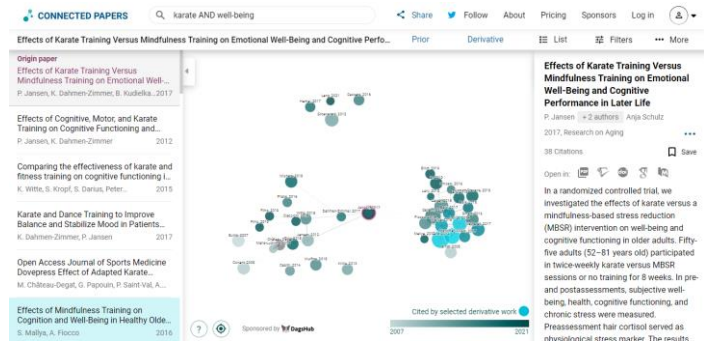 CONNECTED PAPERS
karate AND well-being
Share
Follow
About
Pricing
Sponsors
Log in
Effects of Karate Training Versus Mindfulness Training on Emotional Well-Being and Cognitive Perfo...
Prior
Derivative
List
Filters
More
Origin paper
Effects of Karate Training Versus
Mindfulness Training on Emotional Well-...
P. Jansen, K. Dahmen-Zimmer, B. Kudielka...2017
Effects of Cognitive, Motor, and Karate
Training on Cognitive Functioning and...
P. Jansen, K. Dahmen-Zimmer 2012
Comparing the effectiveness of karate and
fitness training on cognitive functioning i...
K. Witte, S. Kropf, S. Darius, Peter... 2015
Karate and Dance Training to Improve
Balance and Stabilize Mood in Patients...
K. Dahmen-Zimmer, P. Jansen 2017
Open Access Journal of Sports Medicine
Dovepress Effect of Adapted Karate...
M. Château-Degat, G. Papouin, P. Saint-Val, A....
Effects of Mindfulness Training on
Cognition and Well-Being in Healthy Olde...
S. Mallya, A. Fiocco 2016
Sponsored by DagsHub
Cited by selected derivative work
2007 2021
Effects of Karate Training Versus
Mindfulness Training on Emotional
Well-Being and Cognitive
Performance in Later Life
P. Jansen + 2 authors Anja Schulz
2017, Research on Aging
38 Citations
Save
Open in:
In a randomized controlled trial, we
investigated the effects of karate versus a
mindfulness-based stress reduction
(MBSR) intervention on well-being and
cognitive functioning in older adults. Fifty-
five adults (52–81 years old) participated
in twice-weekly karate versus MBSR
sessions or no training for 8 weeks. In pre-
and postassessments, subjective well-
being, health, cognitive functioning, and
chronic stress were measured.
Preassessment hair cortisol served as
physiological stress marker. The results